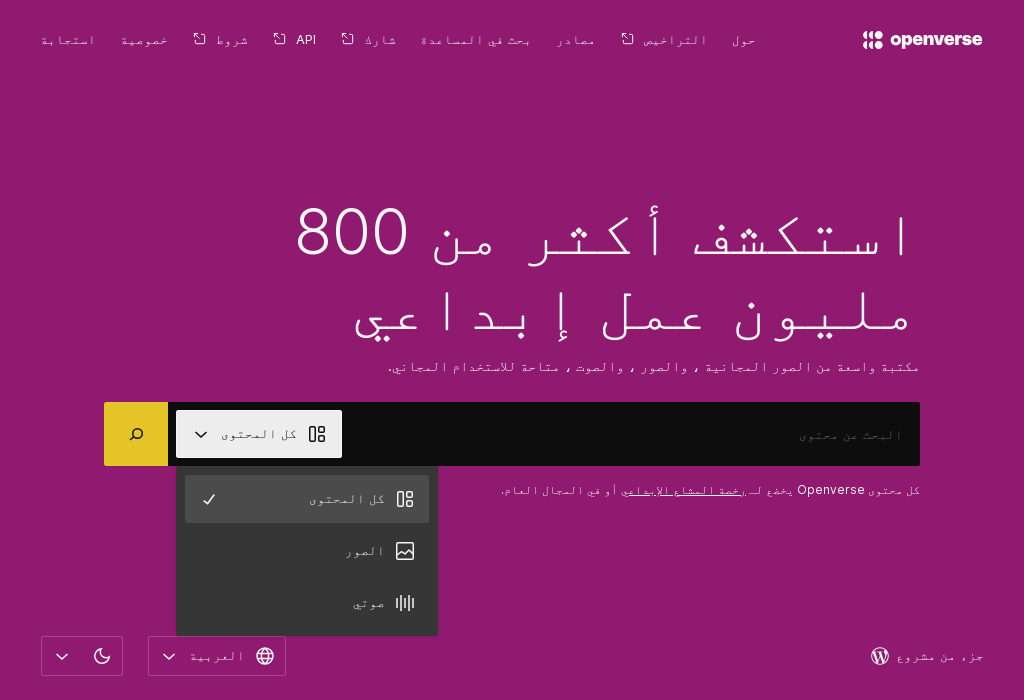 openverse
حول
التراخيص
مصادر
بحث في المساعدة
شارك
API
شروط
خصوصية
استجابة
استكشف أكثر من 800
مليون عمل إبداعي
مكتبة واسعة من الصور المجانية ، والصور ، والصوت ، متاحة للاستخدام المجاني.
البحث عن محتوى
كل المحتوى
كل محتوى Openverse يخضع لـ رخصة المشاع الإبداعي أو في المجال العام.
كل المحتوى
الصور
صوتي
جزء من مشروع
العربية